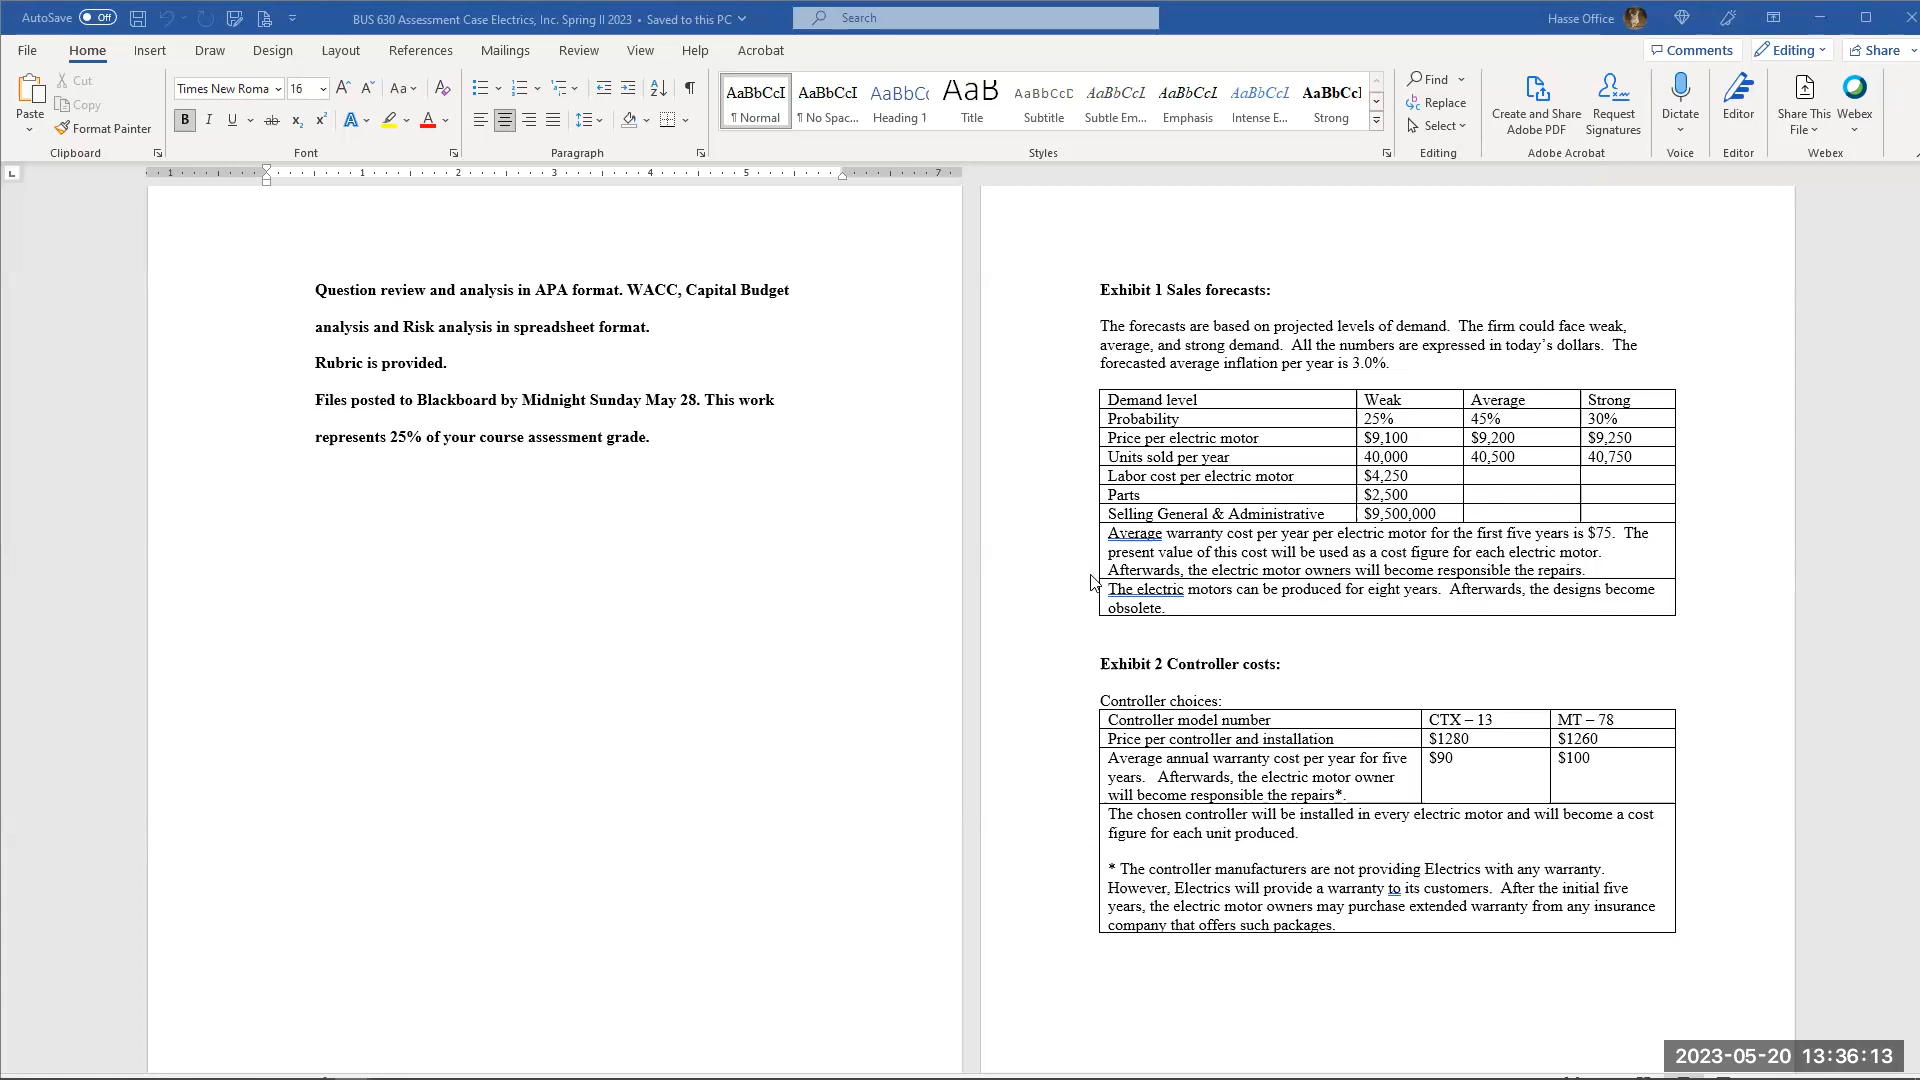 AutoSave Off BUS 630 Assessment Case Electrics, Inc. Spring II 2023 • Saved to this PC Search Hasse Office
File Home Insert Draw Design Layout References Mailings Review View Help Acrobat Comments Editing Share
Paste Cut Copy Format Painter
Times New Roma 16
AaBbCcI AaBbCcI AaBbCc AaB AaBbCcD AaBbCcL AaBbCcL AaBbCcL AaBbCcI
¶ Normal ¶ No Spac... Heading 1 Title Subtitle Subtle Em... Emphasis Intense E... Strong
Find Replace Select
Create and Share Adobe PDF Request Signatures Dictate Editor Share This File Webex
Clipboard Font Paragraph Styles Editing Adobe Acrobat Voice Editor Webex
1 1 2 3 4 5 7
Question review and analysis in APA format. WACC, Capital Budget
analysis and Risk analysis in spreadsheet format.
Rubric is provided.
Files posted to Blackboard by Midnight Sunday May 28. This work
represents 25% of your course assessment grade.
Exhibit 1 Sales forecasts:
The forecasts are based on projected levels of demand. The firm could face weak,
average, and strong demand. All the numbers are expressed in today’s dollars. The
forecasted average inflation per year is 3.0%.
Demand level Weak Average Strong
Probability 25% 45% 30%
Price per electric motor $9,100 $9,200 $9,250
Units sold per year 40,000 40,500 40,750
Labor cost per electric motor $4,250
Parts $2,500
Selling General & Administrative $9,500,000
Average warranty cost per year per electric motor for the first five years is $75. The
present value of this cost will be used as a cost figure for each electric motor.
Afterwards, the electric motor owners will become responsible the repairs.
The electric motors can be produced for eight years. Afterwards, the designs become
obsolete.
Exhibit 2 Controller costs:
Controller choices:
Controller model number CTX – 13 MT – 78
Price per controller and installation $1280 $1260
Average annual warranty cost per year for five $90 $100
years. Afterwards, the electric motor owner
will become responsible the repairs*.
The chosen controller will be installed in every electric motor and will become a cost
figure for each unit produced.
* The controller manufacturers are not providing Electrics with any warranty.
However, Electrics will provide a warranty to its customers. After the initial five
years, the electric motor owners may purchase extended warranty from any insurance
company that offers such packages.
2023-05-20 13:36:13